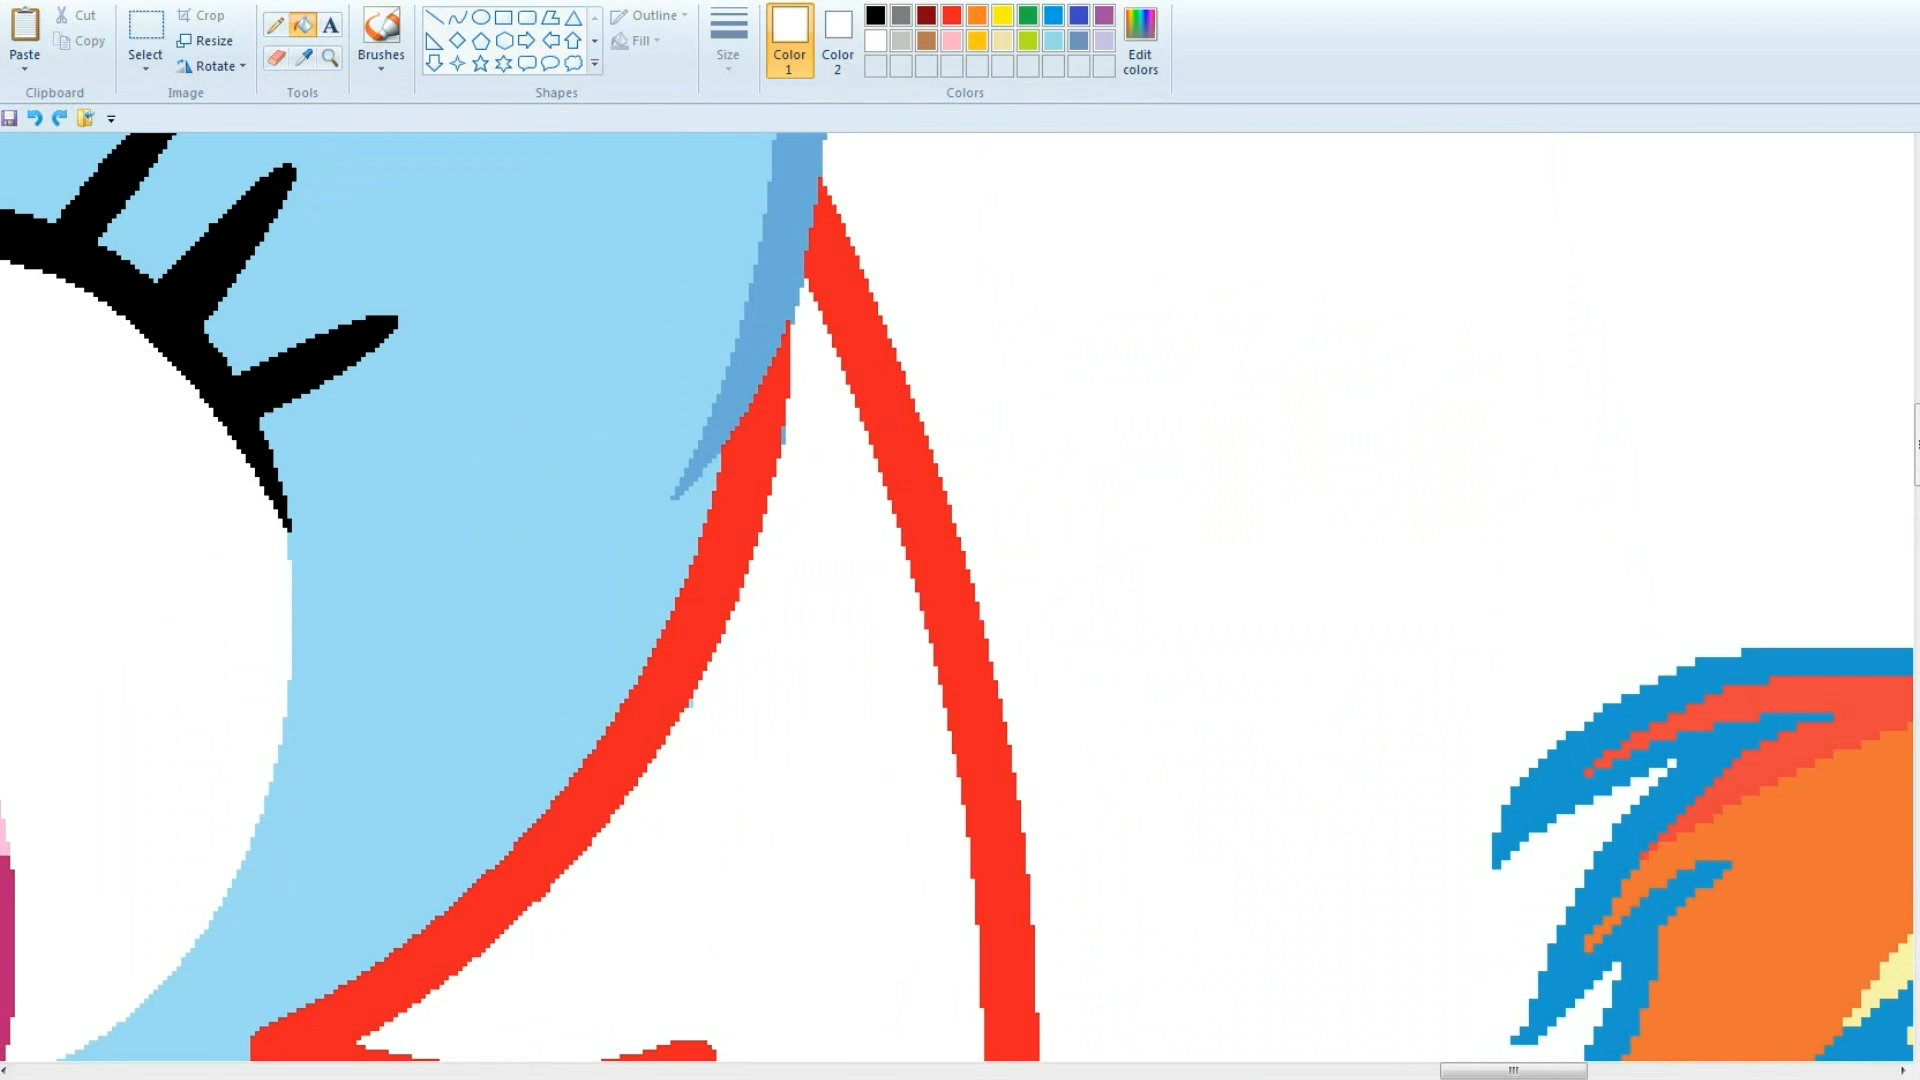 Paste
Cut
Copy
Clipboard
Select
Crop
Resize
Rotate
Image
A
Tools
Brushes
Outline
Fill
Shapes
Size
Color
1
Color
2
Edit
colors
Colors